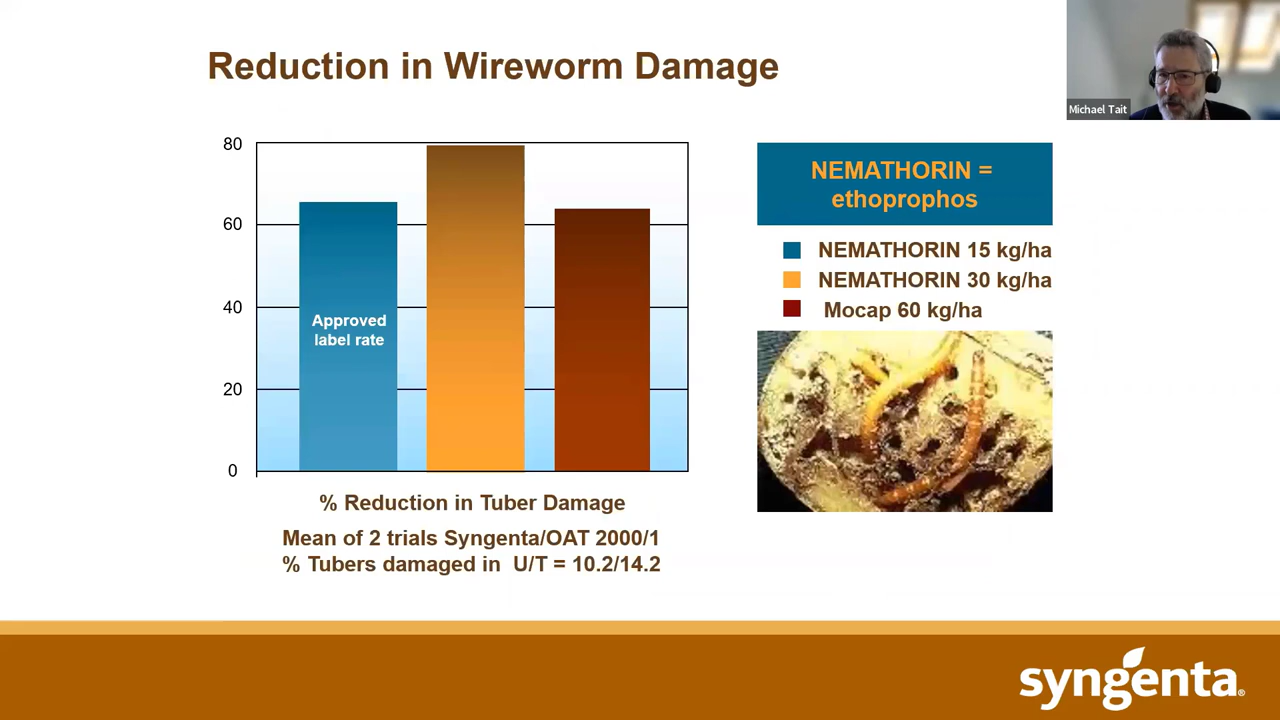 Reduction in Wireworm Damage
Michael Tait
80
60
40
20
0
Approved
label rate
% Reduction in Tuber Damage
Mean of 2 trials Syngenta/OAT 2000/1
% Tubers damaged in U/T = 10.2/14.2
NEMATHORIN =
ethoprophos
NEMATHORIN 15 kg/ha
NEMATHORIN 30 kg/ha
Mocap 60 kg/ha
syngenta®